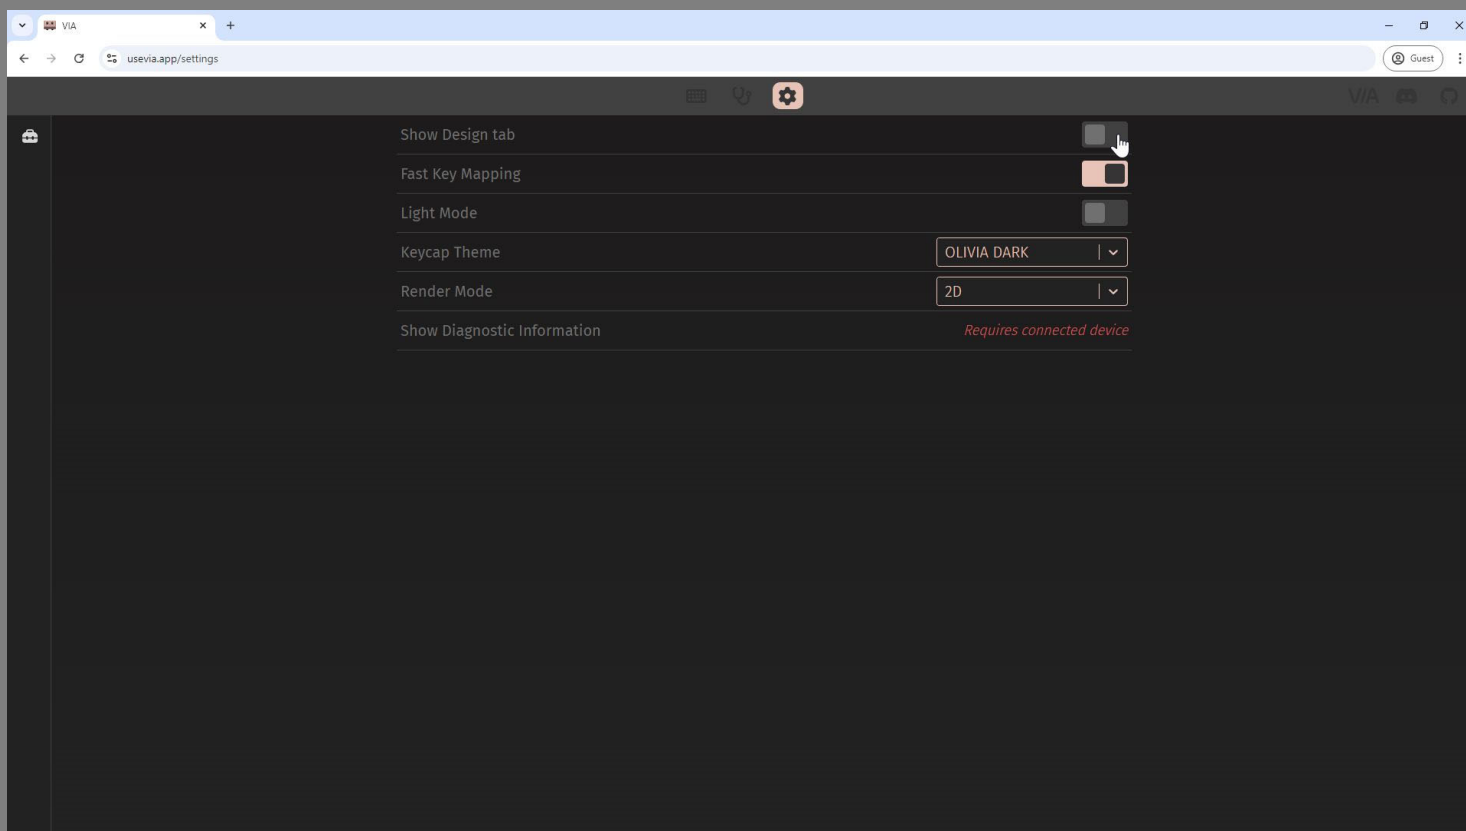 VIA
usevia.app/settings
Guest
VIA
Show Design tab
Fast Key Mapping
Light Mode
Keycap Theme OLIVIA DARK
Render Mode 2D
Show Diagnostic Information Requires connected device